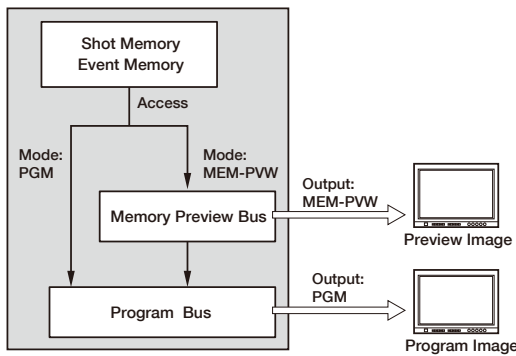 Shot Memory
Event Memory
Access
Mode:
PGM
Mode:
MEM-PVW
Output:
MEM-PVW
Memory Preview Bus
Preview Image
Output:
PGM
Program Bus
Program Image